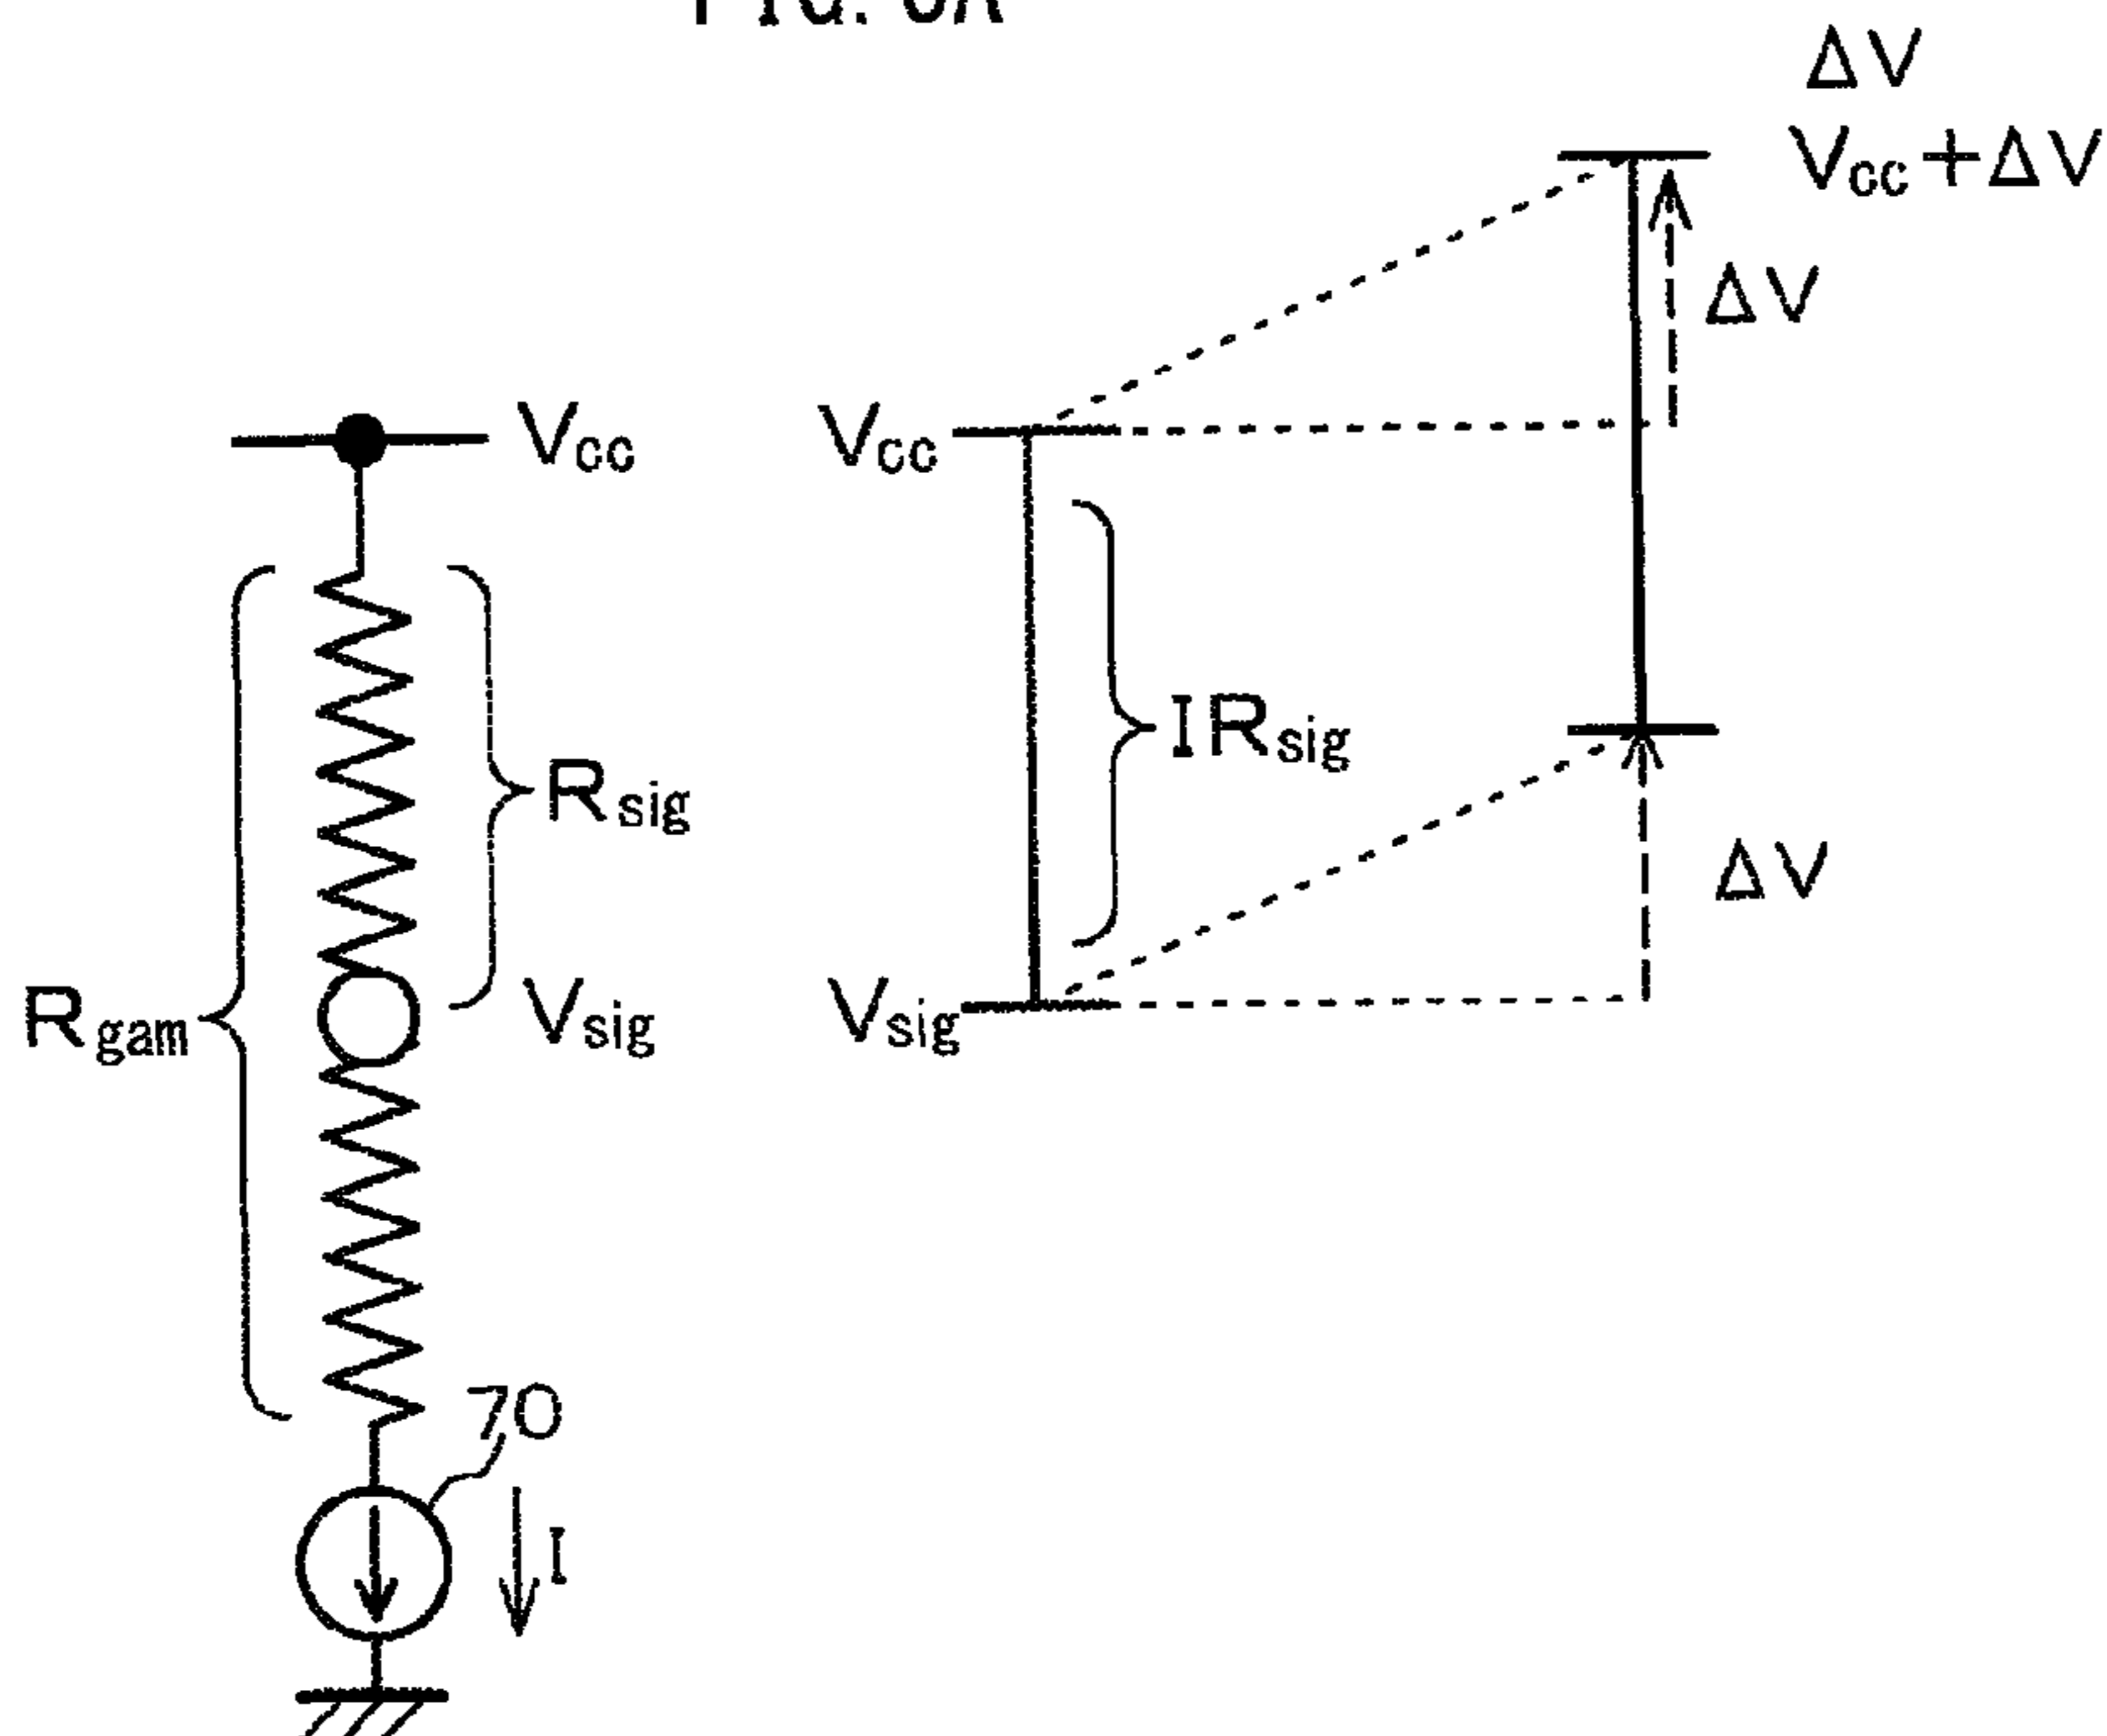 ΔV
Vcc+ΔV
ΔV
Vcc
Vcc
IRsig
Rsig
ΔV
Rgam
Vsig
Vsig
70
I